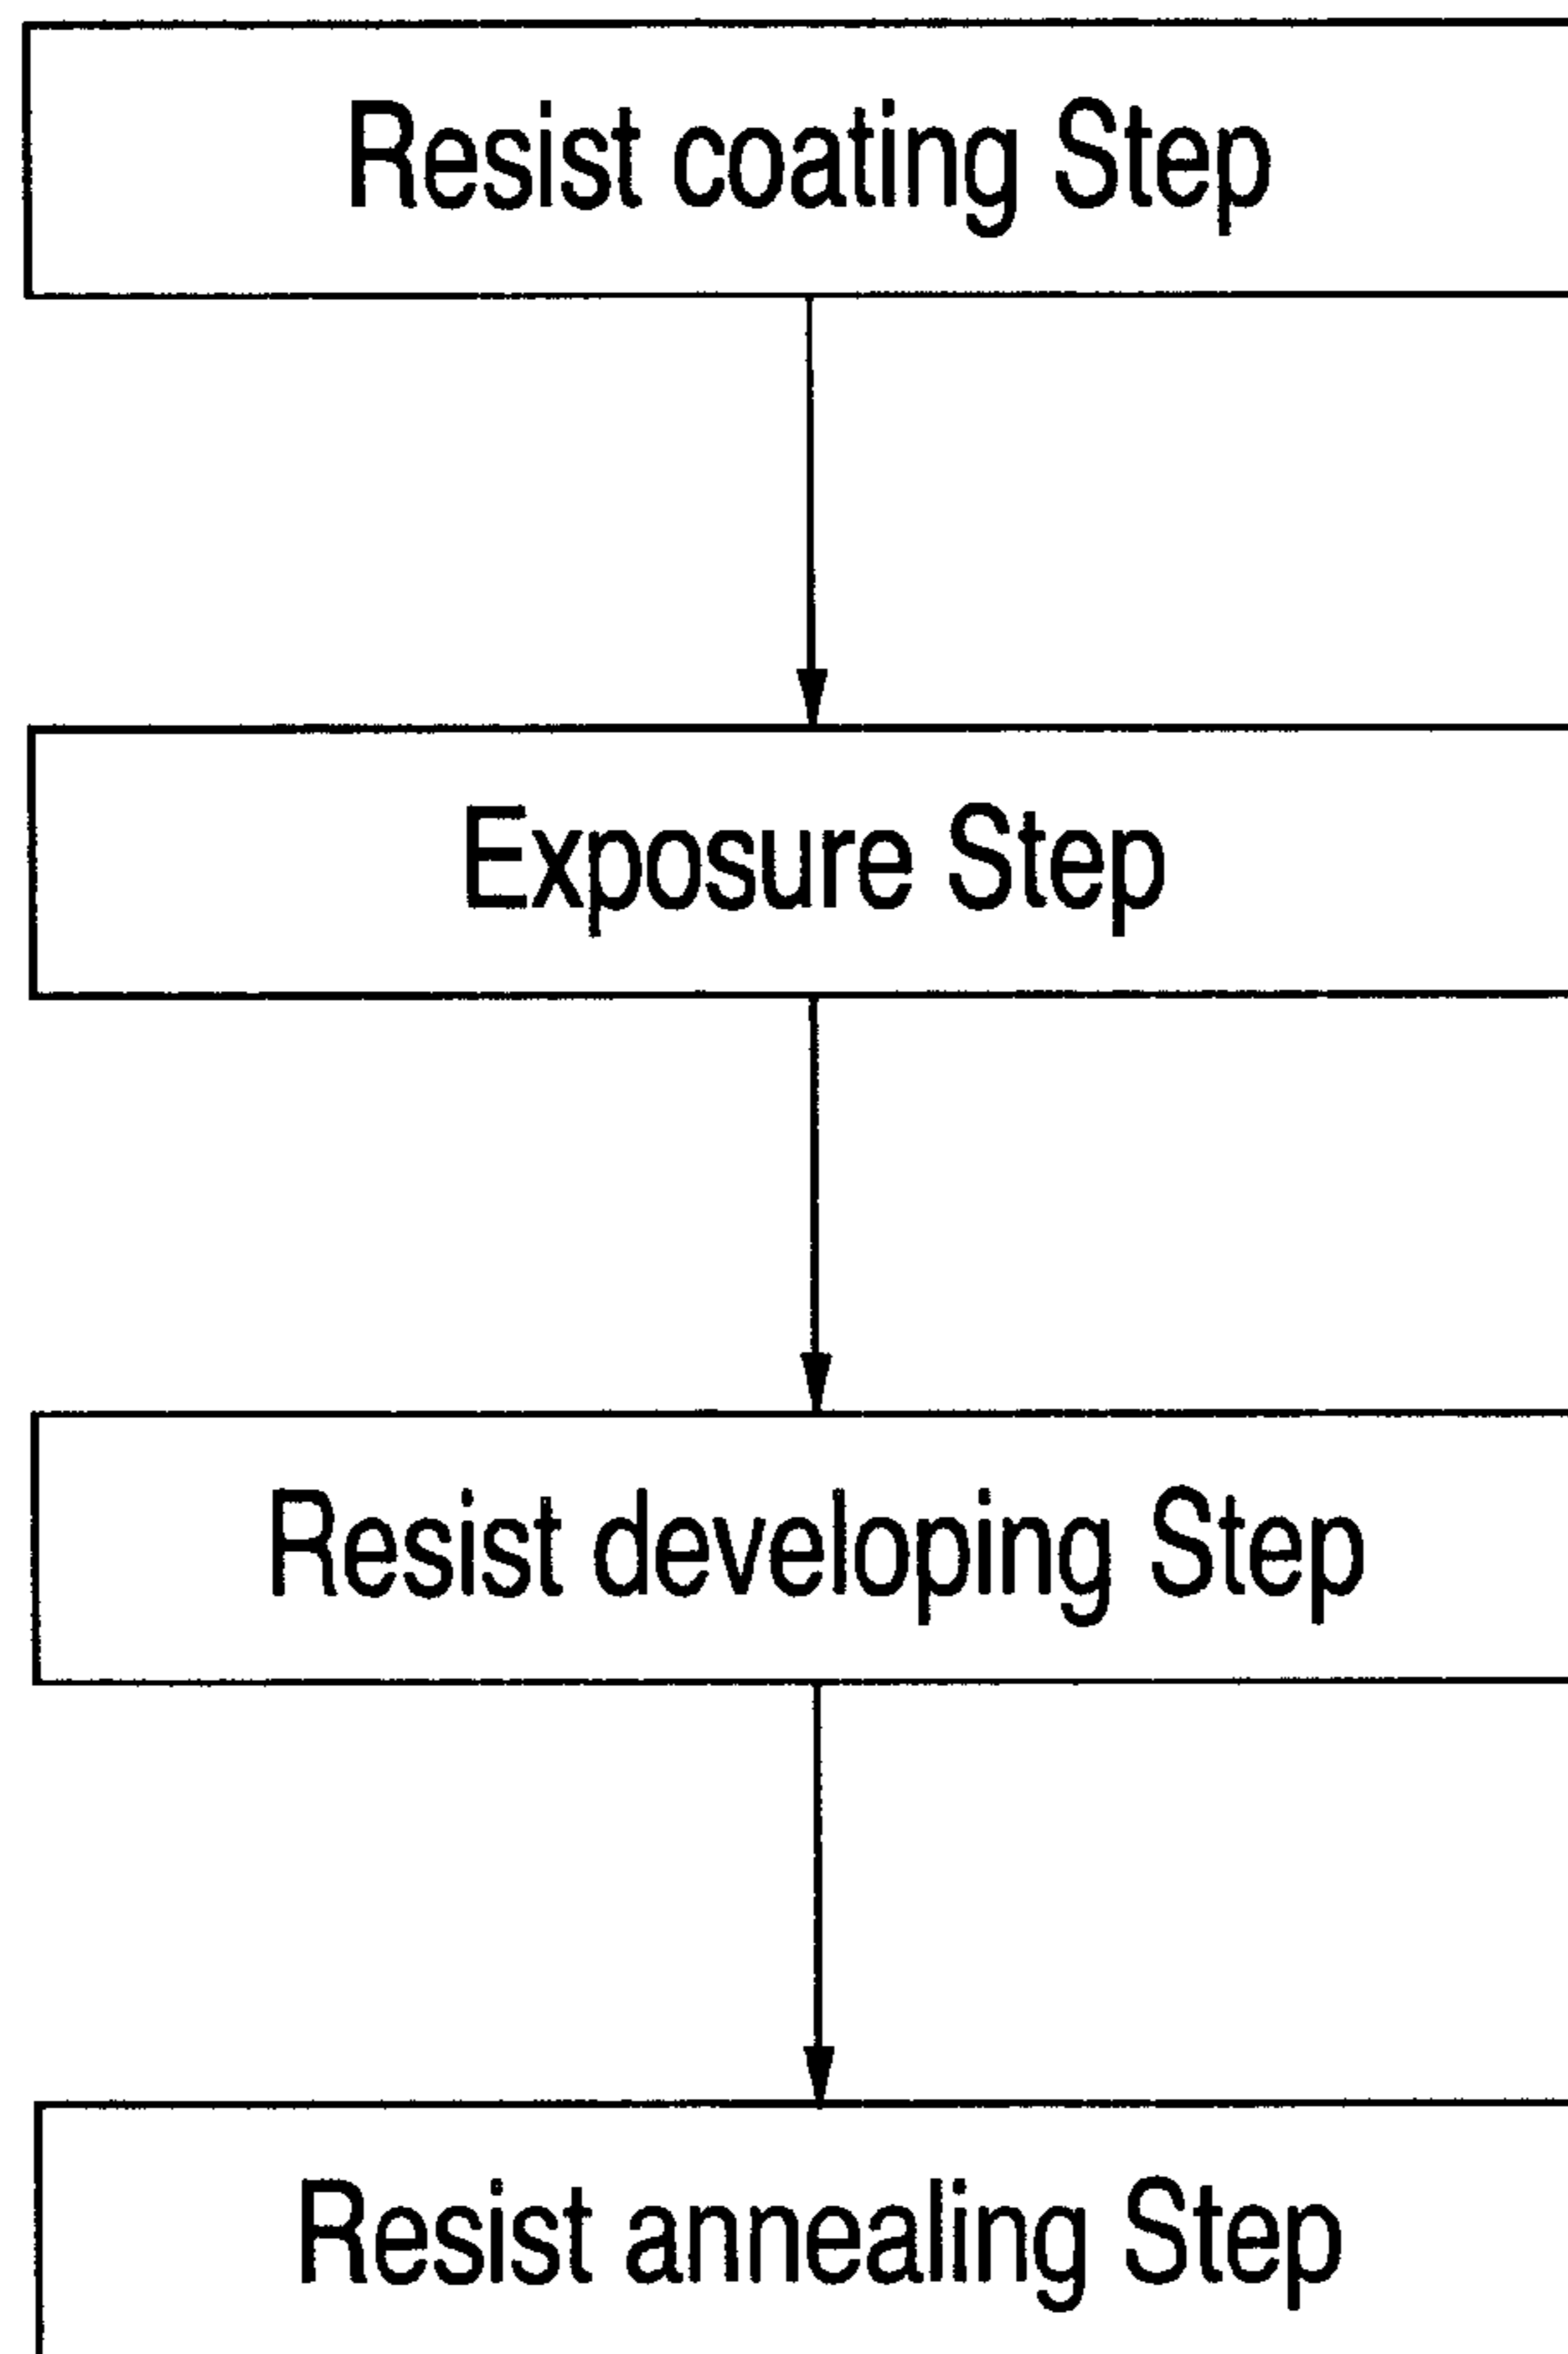 Resist coating Step
Exposure Step
Resist developing Step
Resist annealing Step